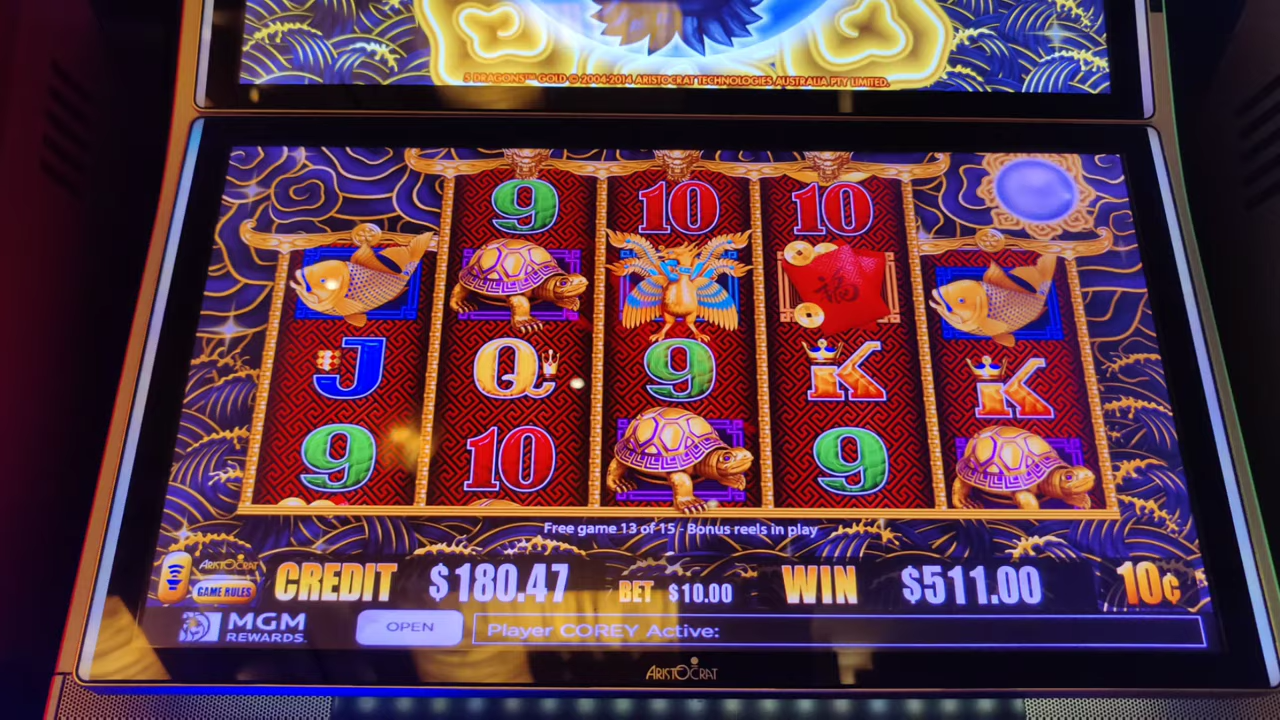 5 DRAGONS™ GOLD © 2004-2014 ARISTOCRAT TECHNOLOGIES AUSTRALIA PTY LIMITED.
9 10 10
福
J Q 9 K K
9 10 9
Free game 13 of 15 - Bonus reels in play
ARISTOCRAT
GAME RULES
CREDIT $180.47 BET $10.00 WIN $511.00 10¢
MGM REWARDS.
OPEN
Player COREY Active:
ARISTOCRAT